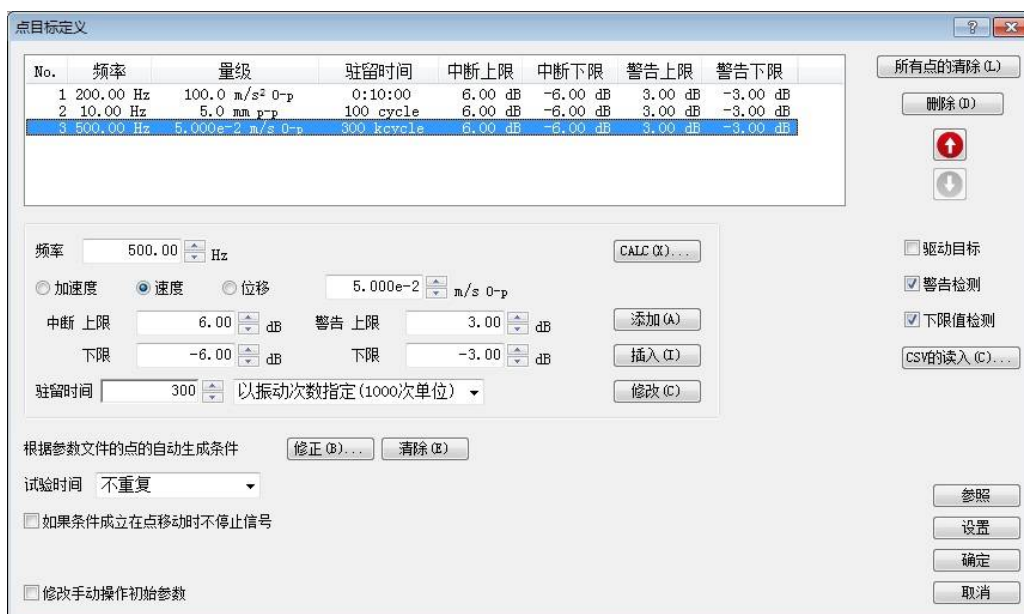 点目标定义
No. 频率 量级 驻留时间 中断上限 中断下限 警告上限 警告下限
1 200.00 Hz 100.0 m/s² 0-p 0:10:00 6.00 dB -6.00 dB 3.00 dB -3.00 dB
2 10.00 Hz 5.0 mm p-p 100 cycle 6.00 dB -6.00 dB 3.00 dB -3.00 dB
3 500.00 Hz 5.000e-2 m/s 0-p 300 kcycle 6.00 dB -6.00 dB 3.00 dB -3.00 dB
所有点的清除(L)
删除(D)
频率 500.00 Hz CALC(X)...
加速度 速度 位移 5.000e-2 m/s 0-p
中断 上限 6.00 dB 警告 上限 3.00 dB 添加(A)
下限 -6.00 dB 下限 -3.00 dB 插入(I)
驻留时间 300 以振动次数指定(1000次单位) 修改(C)
驱动目标
警告检测
下限值检测
CSV的读入(C)...
根据参数文件的点的自动生成条件 修正(B)... 清除(E)
试验时间 不重复
如果条件成立在点移动时不停止信号
修改手动操作初始参数
参照
设置
确定
取消